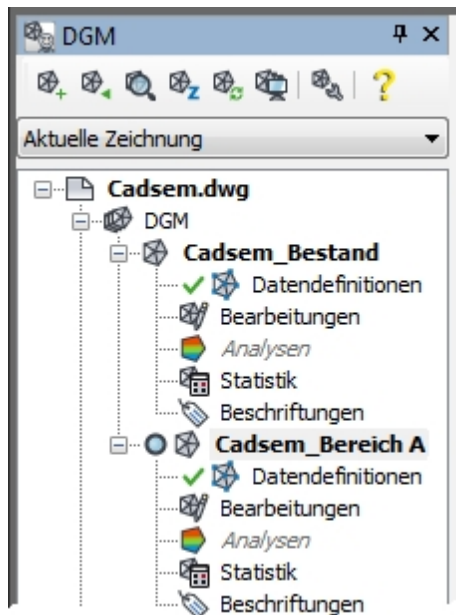 DGM
Aktuelle Zeichnung
Cadsem.dwg
DGM
Cadsem_Bestand
Datendefinitionen
Bearbeitungen
Analysen
Statistik
Beschriftungen
Cadsem_Bereich A
Datendefinitionen
Bearbeitungen
Analysen
Statistik
Beschriftungen